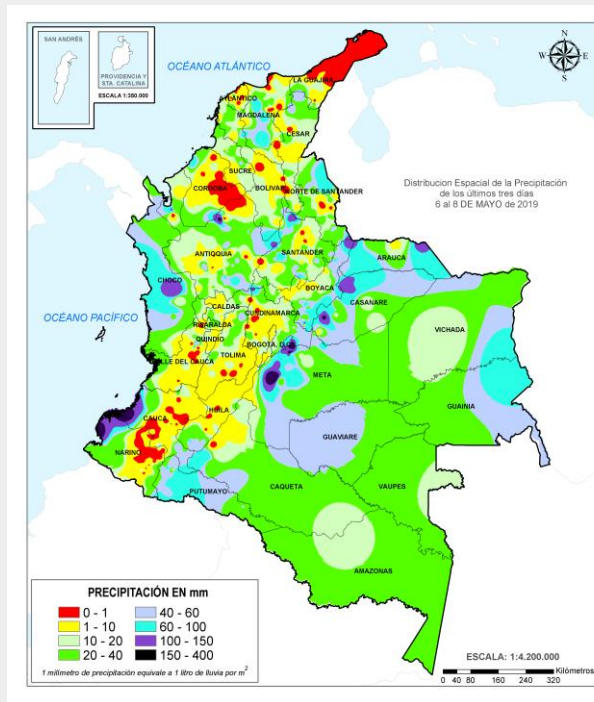 SAN ANDRÉS
PROVIDENCIA Y
STA. CATALINA
ESCALA 1:380.000
OCÉANO ATLÁNTICO
N
W E
S
LA GUAJIRA
ATLÁNTICO
MAGDALENA
CESAR
SUCRE
CORDOBA
BOLIVAR
NORTE DE SANTANDER
Distribucion Espacial de la Precipitación
de los últimos tres días
6 al 8 DE MAYO de 2019
ANTIOQUIA
SANTANDER
ARAUCA
CHOCO
BOYACA
CASANARE
CALDAS
OCÉANO PACÍFICO
CUNDINAMARCA
RISARALDA
VICHADA
QUINDIO
BOGOTA. D.C.
TOLIMA
VALLE DEL CAUCA
META
GUAINIA
HUILA
CAUCA
GUAVIARE
NARIÑO
PUTUMAYO
CAQUETA
VAUPES
AMAZONAS
PRECIPITACIÓN EN mm
0 - 1 40 - 60
1 - 10 60 - 100
10 - 20 100 - 150
20 - 40 150 - 400
1 milimetro de precipitación equivale a 1 litro de lluvia por m²
ESCALA: 1:4.200.000
Kilómetros
0 40 80 160 240 320